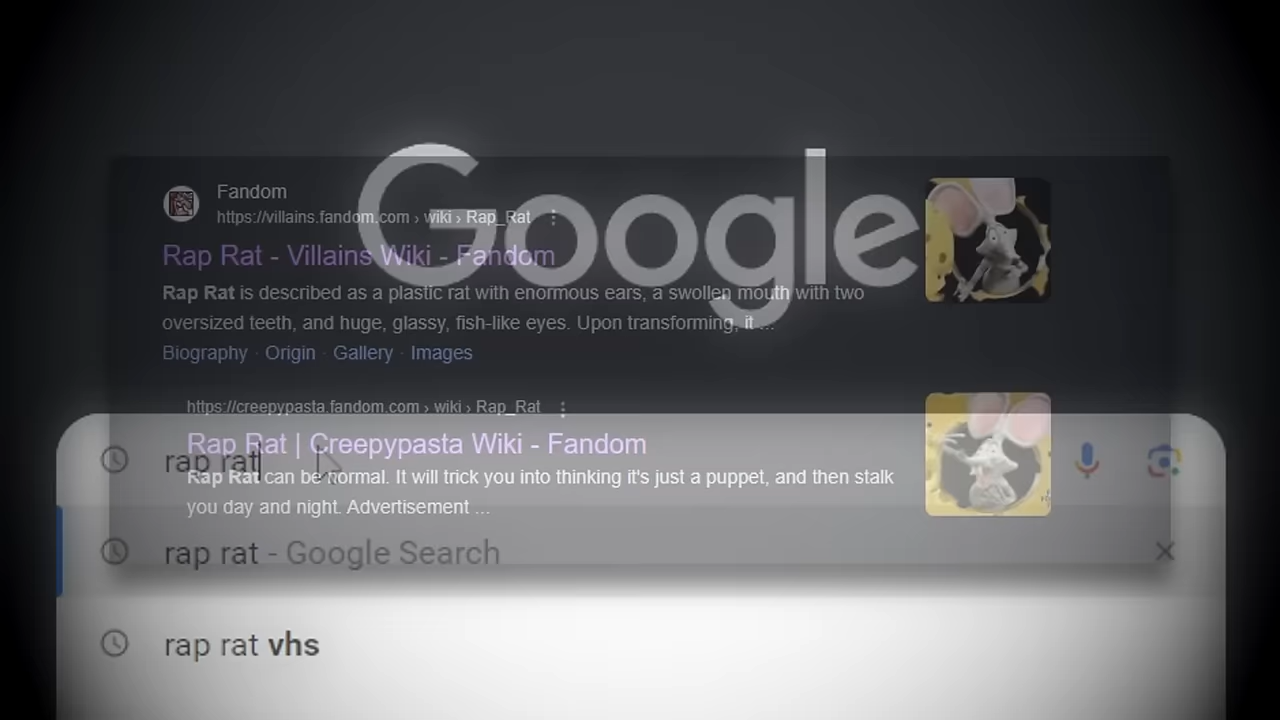 Google
Fandom
https://villains.fandom.com › wiki › Rap_Rat
Rap Rat - Villains Wiki - Fandom
Rap Rat is described as a plastic rat with enormous ears, a swollen mouth with two
oversized teeth, and huge, glassy, fish-like eyes. Upon transforming, it ...
Biography · Origin · Gallery · Images
https://creepypasta.fandom.com › wiki › Rap_Rat
Rap Rat | Creepypasta Wiki - Fandom
rap rat
Rap Rat can be normal. It will trick you into thinking it's just a puppet, and then stalk
you day and night. Advertisement ...
rap rat - Google Search
rap rat vhs